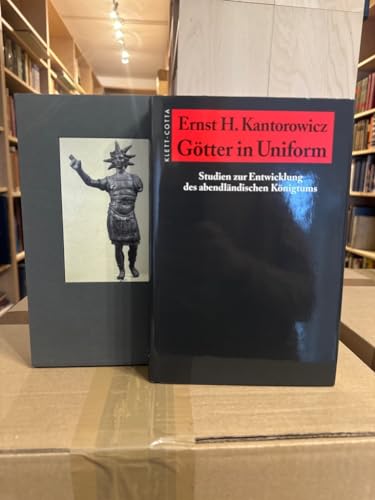 KLETT-COTTA
Ernst H. Kantorowicz
Götter in Uniform
Studien zur Entwicklung
des abendländischen Königtums